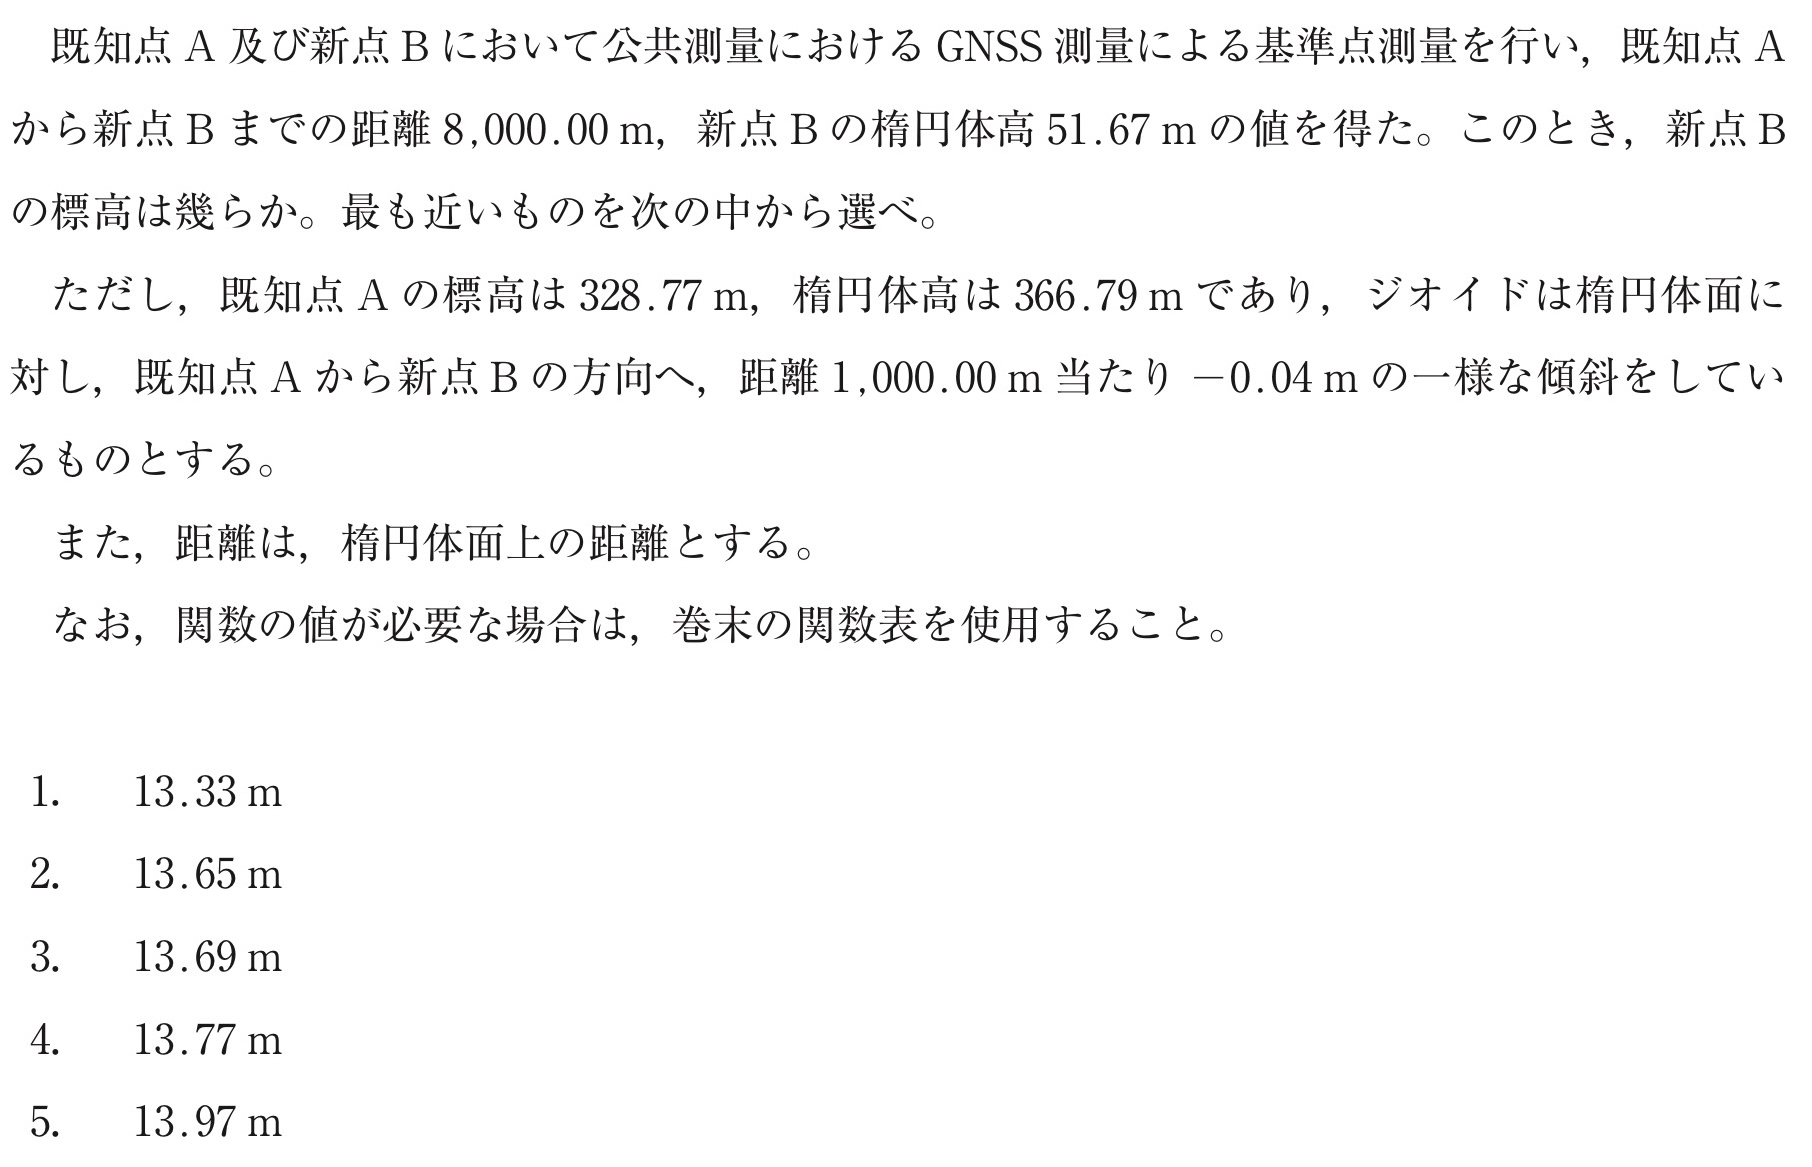 既知点 A 及び新点 B において公共測量における GNSS 測量による基準点測量を行い，既知点 A
から新点 B までの距離 8,000.00 m，新点 B の楕円体高 51.67 m の値を得た。このとき，新点 B
の標高は幾らか。最も近いものを次の中から選べ。
ただし，既知点 A の標高は 328.77 m，楕円体高は 366.79 m であり，ジオイドは楕円体面に
対し，既知点 A から新点 B の方向へ，距離 1,000.00 m 当たり －0.04 m の一様な傾斜をしてい
るものとする。
また，距離は，楕円体面上の距離とする。
なお，関数の値が必要な場合は，巻末の関数表を使用すること。
1. 13.33 m
2. 13.65 m
3. 13.69 m
4. 13.77 m
5. 13.97 m